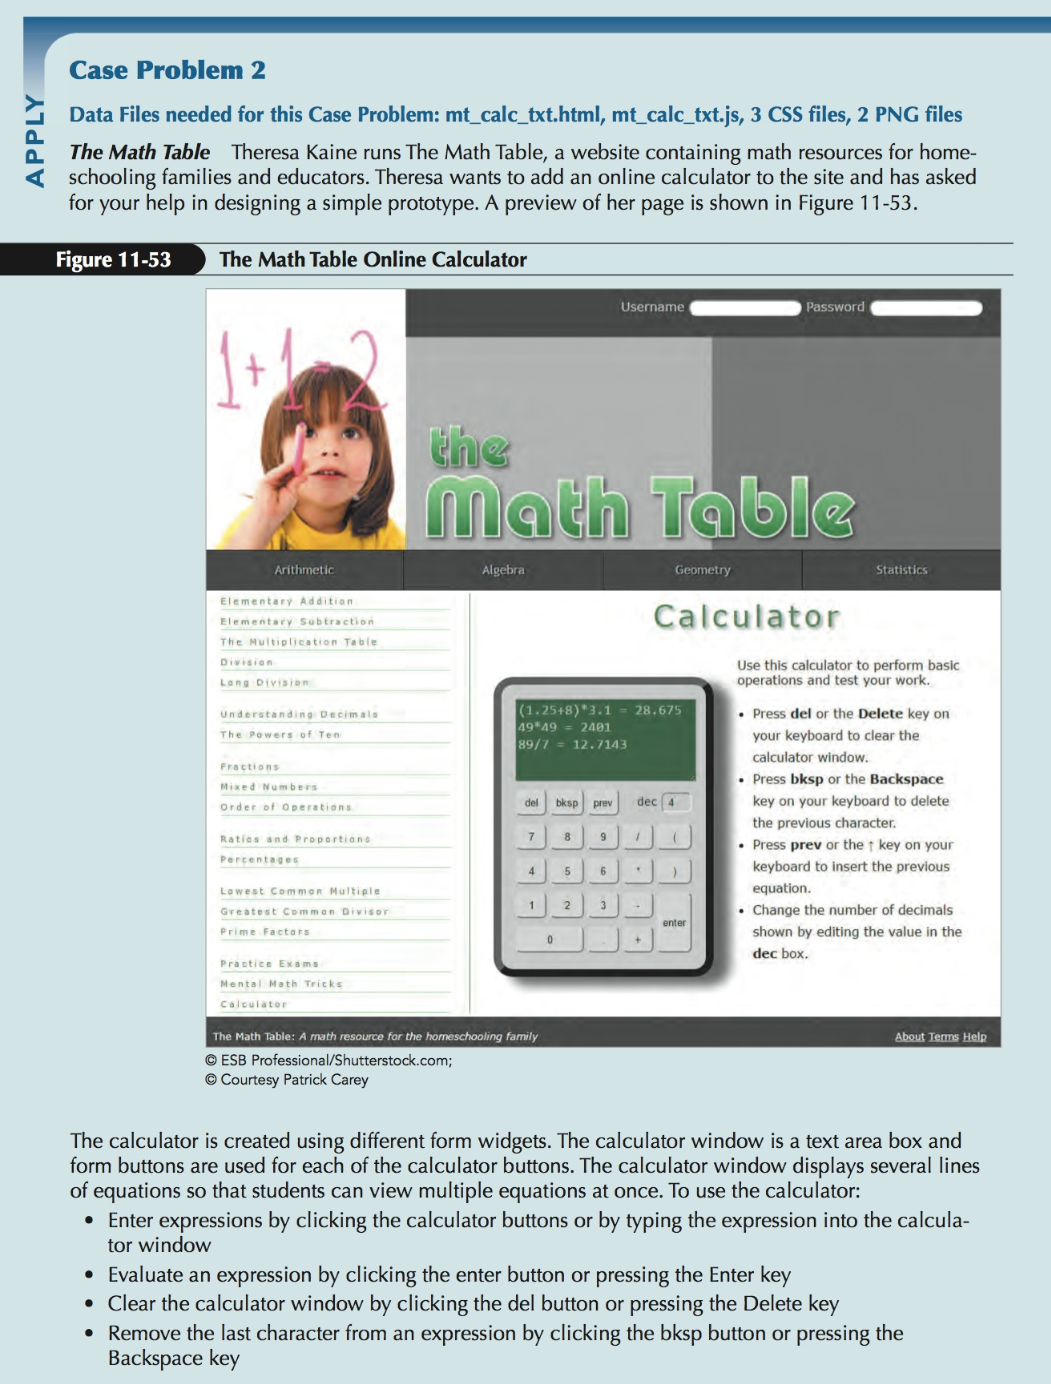 Case Problem 2
APPLY
Data Files needed for this Case Problem: mt_calc_txt.html, mt_calc_txt.js, 3 CSS files, 2 PNG files
The Math Table Theresa Kaine runs The Math Table, a website containing math resources for home-
schooling families and educators. Theresa wants to add an online calculator to the site and has asked
for your help in designing a simple prototype. A preview of her page is shown in Figure 11-53.
Figure 11-53 The Math Table Online Calculator
Username Password
1+1=2
the
Math Table
Arithmetic Algebra Geometry Statistics
Elementary Addition
Elementary Subtraction
The Multiplication Table
Division
Long Division
Understanding Decimals
The Powers of Ten
Fractions
Mixed Numbers
Order of Operations
Ratios and Proportions
Percentages
Lowest Common Multiple
Greatest Common Divisor
Prime Factors
Practice Exams
Mental Math Tricks
Calculator
Calculator
(1.25+8)*3.1 = 28.675
49*49 = 2401
89/7 = 12.7143
del bksp prev dec 4
7 8 9 / (
4 5 6 * )
1 2 3 -
enter
0 . +
Use this calculator to perform basic
operations and test your work.
• Press del or the Delete key on
your keyboard to clear the
calculator window.
• Press bksp or the Backspace
key on your keyboard to delete
the previous character.
• Press prev or the ↑ key on your
keyboard to insert the previous
equation.
• Change the number of decimals
shown by editing the value in the
dec box.
The Math Table: A math resource for the homeschooling family About Terms Help
© ESB Professional/Shutterstock.com;
© Courtesy Patrick Carey
The calculator is created using different form widgets. The calculator window is a text area box and
form buttons are used for each of the calculator buttons. The calculator window displays several lines
of equations so that students can view multiple equations at once. To use the calculator:
• Enter expressions by clicking the calculator buttons or by typing the expression into the calcula-
tor window
• Evaluate an expression by clicking the enter button or pressing the Enter key
• Clear the calculator window by clicking the del button or pressing the Delete key
• Remove the last character from an expression by clicking the bksp button or pressing the
Backspace key